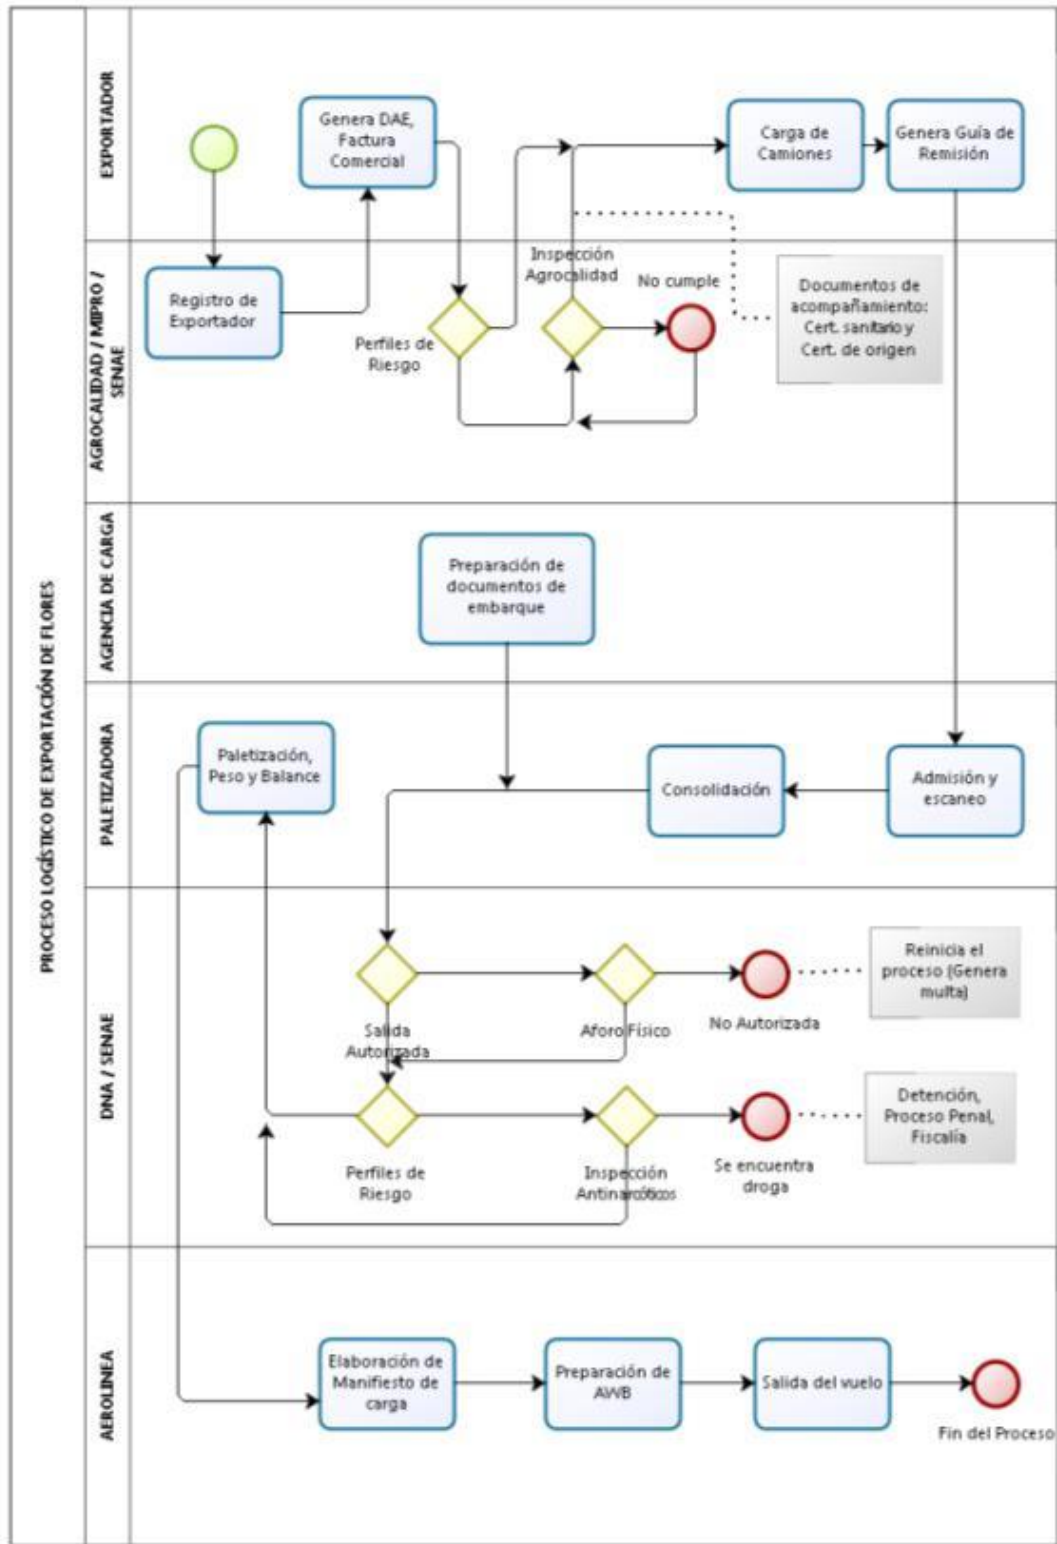 PROCESO LOGÍSTICO DE EXPORTACIÓN DE FLORES
EXPORTADOR
Genera DAE,
Factura
Comercial
Carga de
Camiones
Genera Guía de
Remisión
AGROCALIDAD / MIPRO /
SENAE
Registro de
Exportador
Perfiles de
Riesgo
Inspección
Agrocalidad
No cumple
Documentos de
acompañamiento:
Cert. sanitario y
Cert. de origen
AGENCIA DE CARGA
Preparación de
documentos de
embarque
PALETIZADORA
Paletización,
Peso y Balance
Consolidación
Admisión y
escaneo
DNA / SENAE
Salida
Autorizada
Aforo Físico
No Autorizada
Reinicia el
proceso (Genera
multa)
Perfiles de
Riesgo
Inspección
Antinarcóticos
Se encuentra
droga
Detención,
Proceso Penal,
Fiscalía
AEROLINEA
Elaboración de
Manifiesto de
carga
Preparación de
AWB
Salida del vuelo
Fin del Proceso